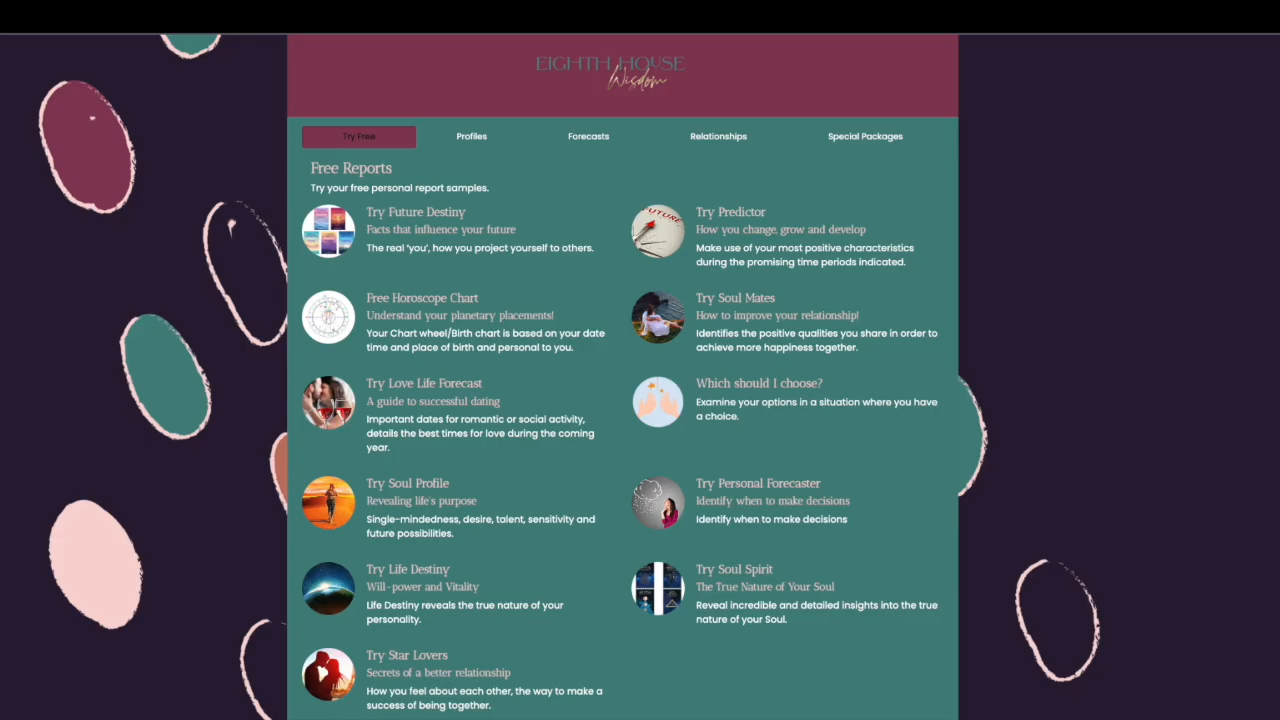 EIGHTH HOUSE
Wisdom
Try Free
Profiles
Forecasts
Relationships
Special Packages
Free Reports
Try your free personal report samples.
Try Future Destiny
Facts that influence your future
The real 'you', how you project yourself to others.
FUTURE
Try Predictor
How you change, grow and develop
Make use of your most positive characteristics
during the promising time periods indicated.
Free Horoscope Chart
Understand your planetary placements!
Your Chart wheel/Birth chart is based on your date
time and place of birth and personal to you.
Try Soul Mates
How to improve your relationship!
Identifies the positive qualities you share in order to
achieve more happiness together.
Try Love Life Forecast
A guide to successful dating
Important dates for romantic or social activity,
details the best times for love during the coming
year.
Which should I choose?
Examine your options in a situation where you have
a choice.
Try Soul Profile
Revealing life's purpose
Single-mindedness, desire, talent, sensitivity and
future possibilities.
Try Personal Forecaster
Identify when to make decisions
Identify when to make decisions
Try Life Destiny
Will-power and Vitality
Life Destiny reveals the true nature of your
personality.
Try Soul Spirit
The True Nature of Your Soul
Reveal incredible and detailed insights into the true
nature of your Soul.
Try Star Lovers
Secrets of a better relationship
How you feel about each other, the way to make a
success of being together.